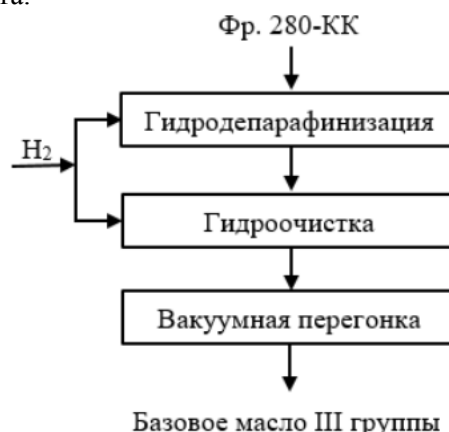 Фр. 280-КК
Гидродепарафинизация
H₂
Гидроочистка
Вакуумная перегонка
Базовое масло III группы